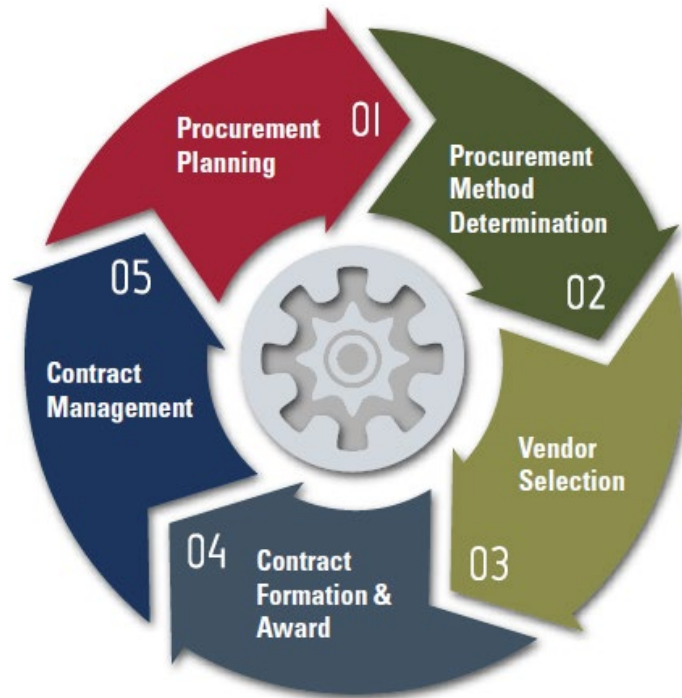 01
Procurement
Planning
Procurement
Method
Determination
02
Vendor
Selection
03
04
Contract
Formation &
Award
05
Contract
Management